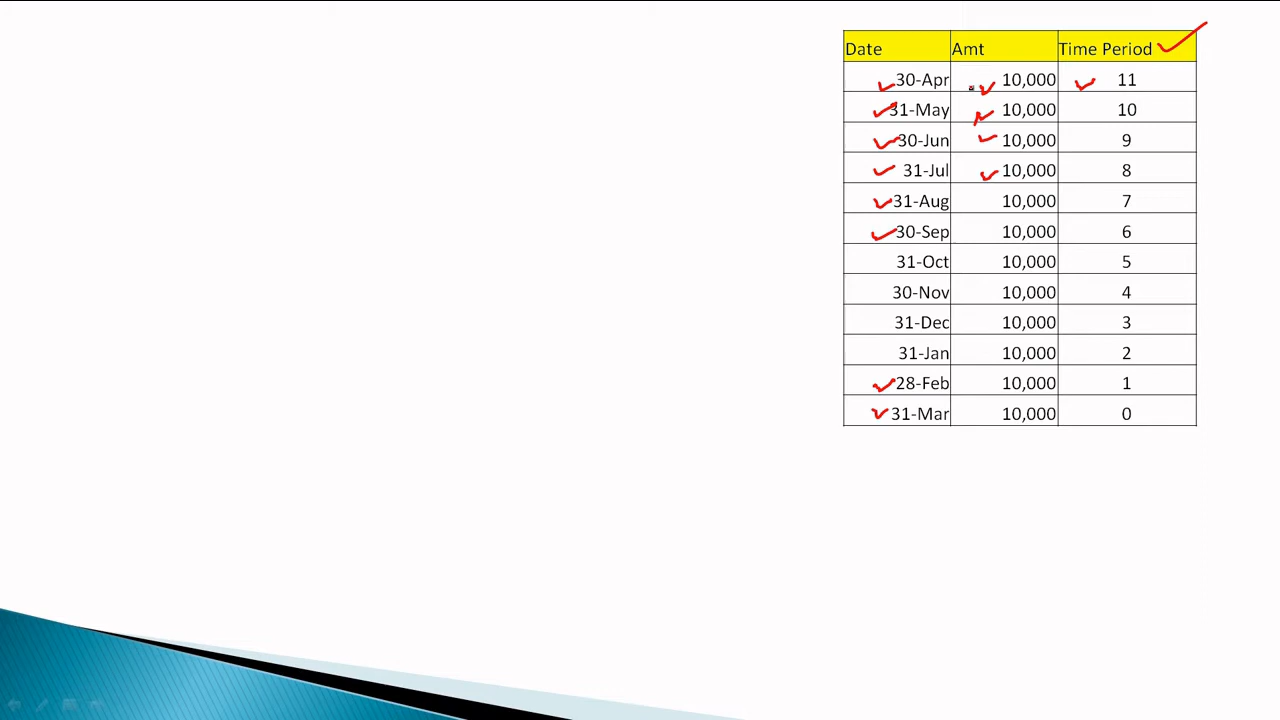 Date Amt Time Period
30-Apr 10,000 11
31-May 10,000 10
30-Jun 10,000 9
31-Jul 10,000 8
31-Aug 10,000 7
30-Sep 10,000 6
31-Oct 10,000 5
30-Nov 10,000 4
31-Dec 10,000 3
31-Jan 10,000 2
28-Feb 10,000 1
31-Mar 10,000 0